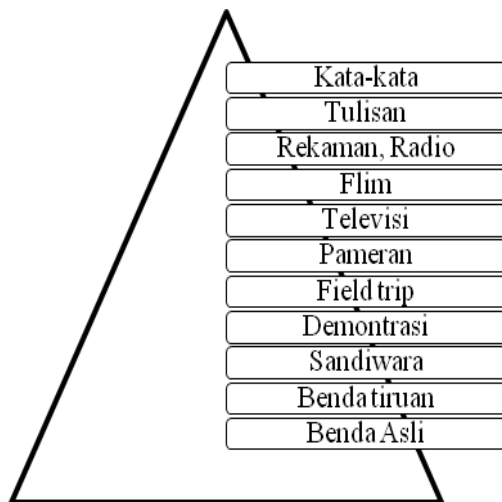 Kata-kata
Tulisan
Rekaman, Radio
Flim
Televisi
Pameran
Field trip
Demontrasi
Sandiwara
Benda tiruan
Benda Asli